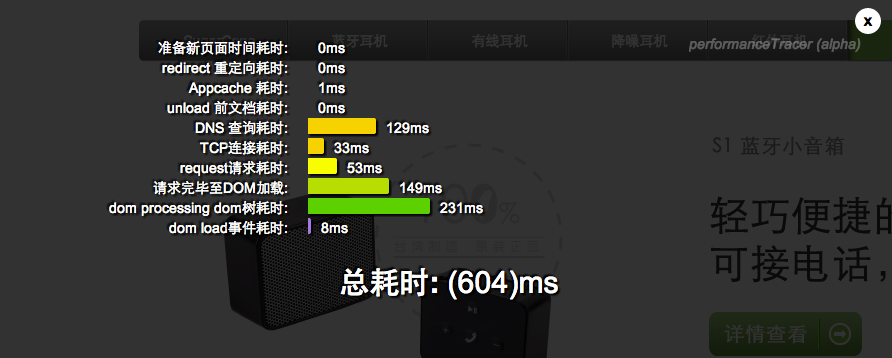 蓝牙耳机 有线耳机 降噪耳机
performanceTracer (alpha) x
准备新页面时间耗时: 0ms
redirect 重定向耗时: 0ms
Appcache 耗时: 1ms
unload 前文档耗时: 0ms
DNS 查询耗时: 129ms
TCP连接耗时: 33ms
request请求耗时: 53ms
请求完毕至DOM加载: 149ms
dom processing dom树耗时: 231ms
dom load事件耗时: 8ms
总耗时: (604)ms
S1 蓝牙小音箱
轻巧便捷的
可接电话，
详情查看
100%